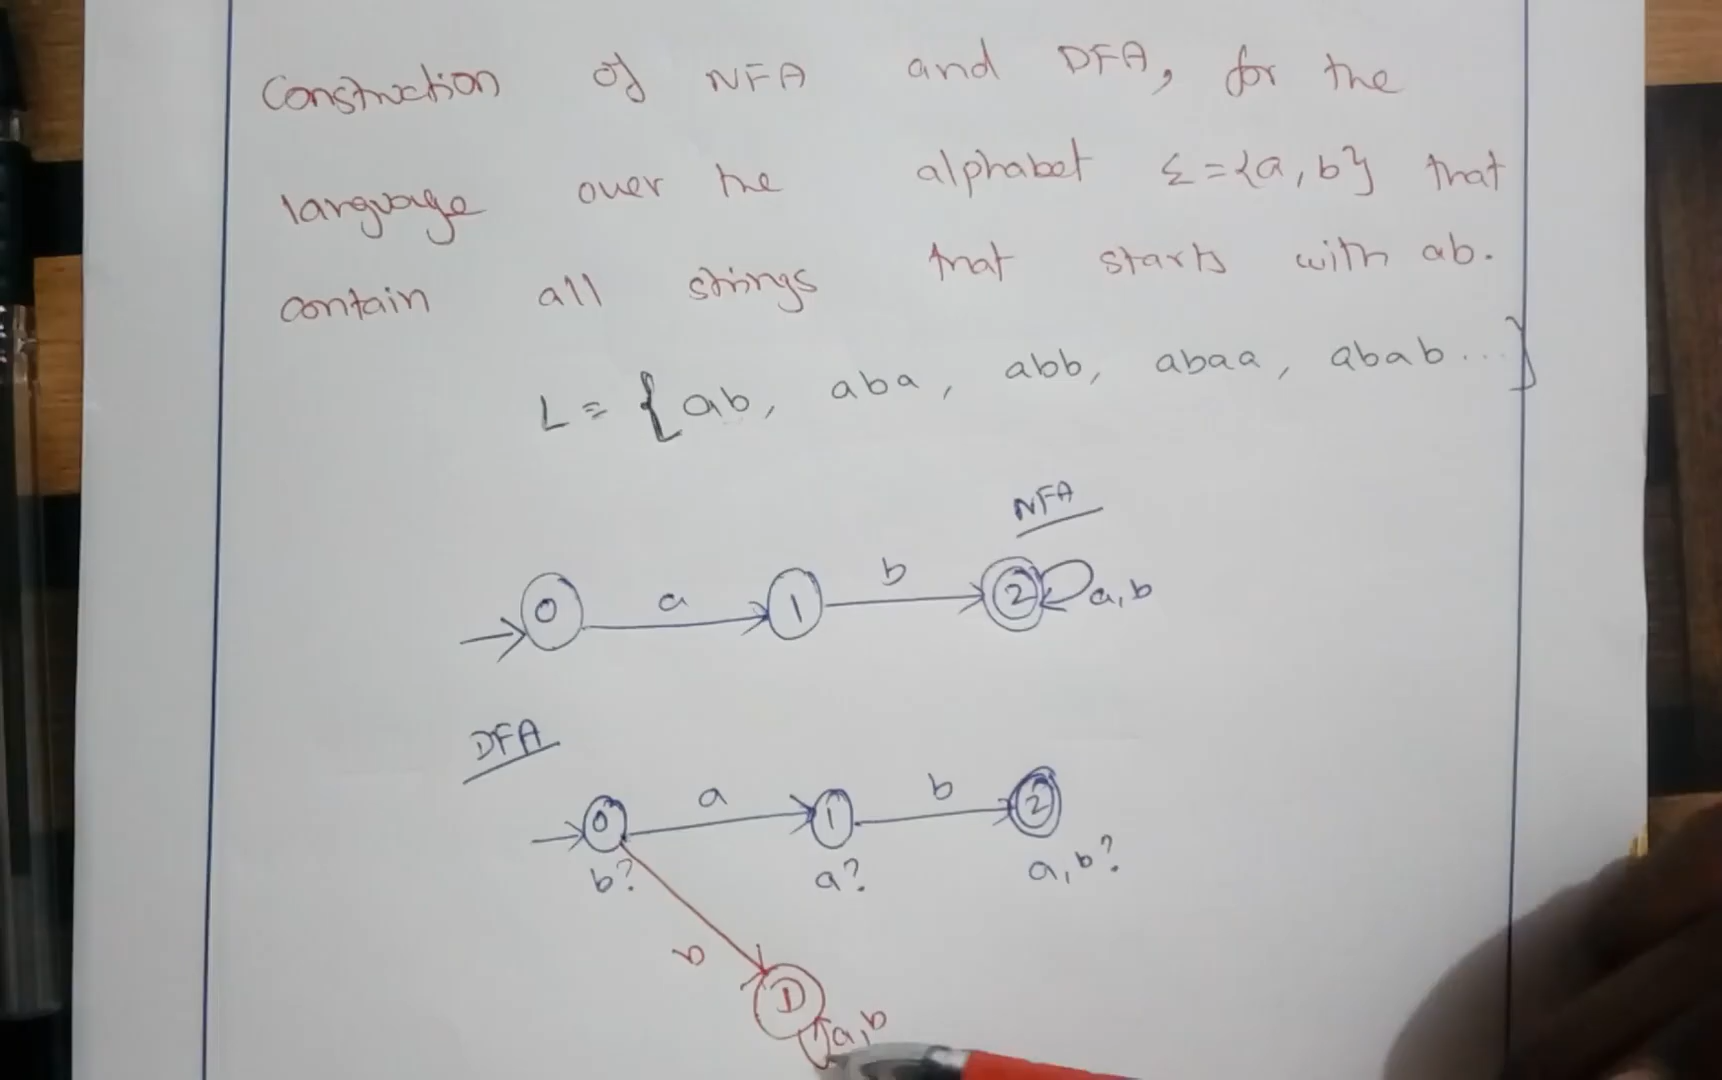 Construction of NFA and DFA, for the
language over the alphabet Σ={a,b} that
contain all strings that starts with ab.
L = {ab, aba, abb, abaa, abab...}
NFA
0 a 1 b 2 a,b
DFA
0 a 1 b 2
b? a? a,b?
b
D
a,b